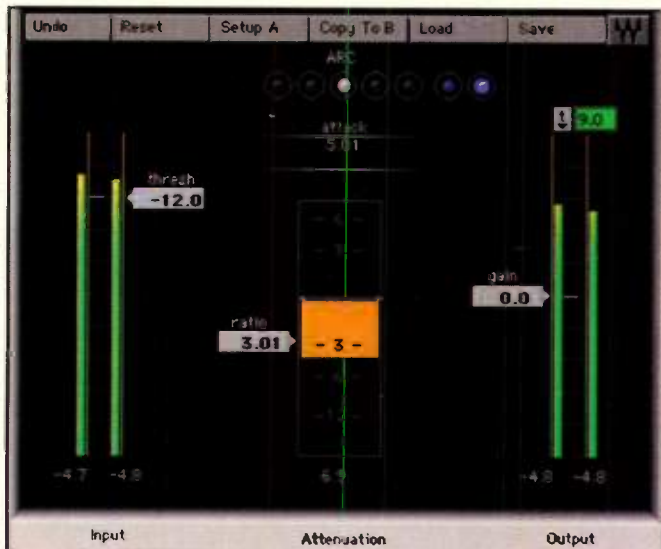 Undo Reset Setup A Copy To B Load Save
ARC
attack
5.01
9.0
thresh
-12.0
gain
0.0
ratio
3.01
- 3 -
-4.7 -4.8
-4.8 -4.8
Input Attenuation Output